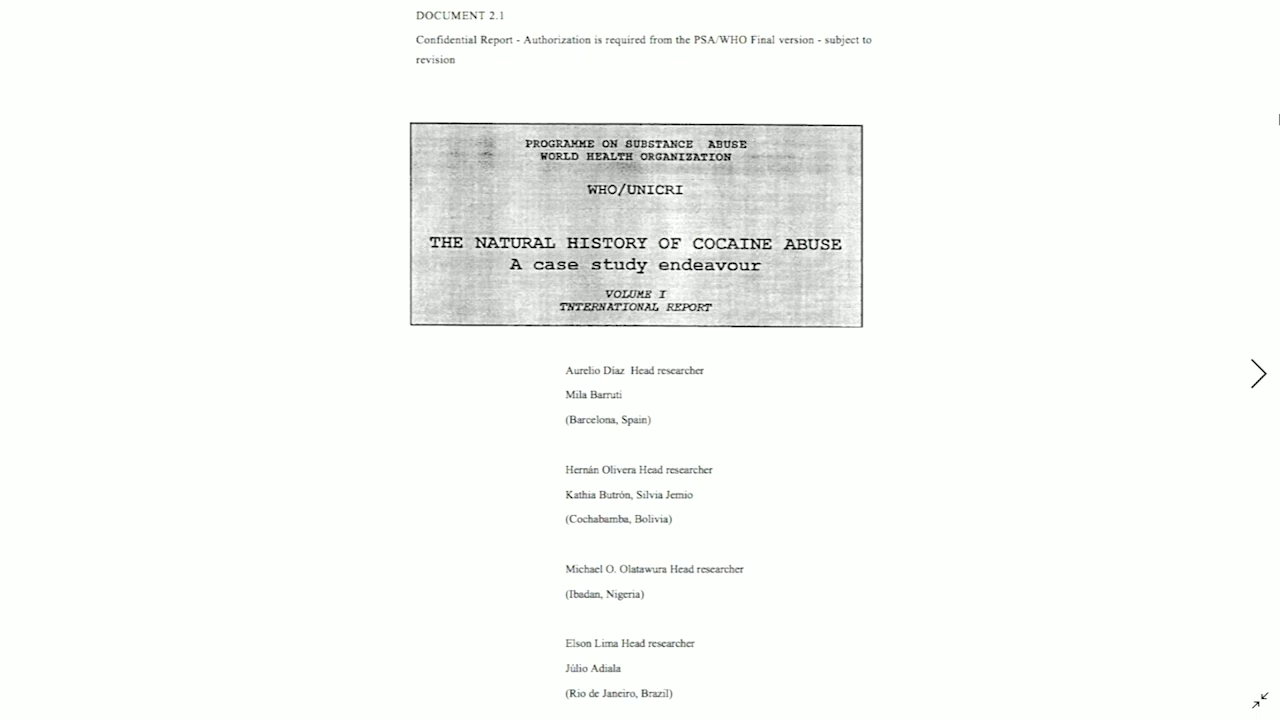 DOCUMENT 2.1
Confidential Report - Authorization is required from the PSA/WHO Final version - subject to
revision
PROGRAMME ON SUBSTANCE ABUSE
WORLD HEALTH ORGANIZATION
WHO/UNICRI
THE NATURAL HISTORY OF COCAINE ABUSE
A case study endeavour
VOLUME I
INTERNATIONAL REPORT
Aurelio Díaz Head researcher
Mila Barruti
(Barcelona, Spain)
Hernán Olivera Head researcher
Kathia Butrón, Silvia Jemio
(Cochabamba, Bolivia)
Michael O. Olatawura Head researcher
(Ibadan, Nigeria)
Elson Lima Head researcher
Júlio Adiala
(Rio de Janeiro, Brazil)